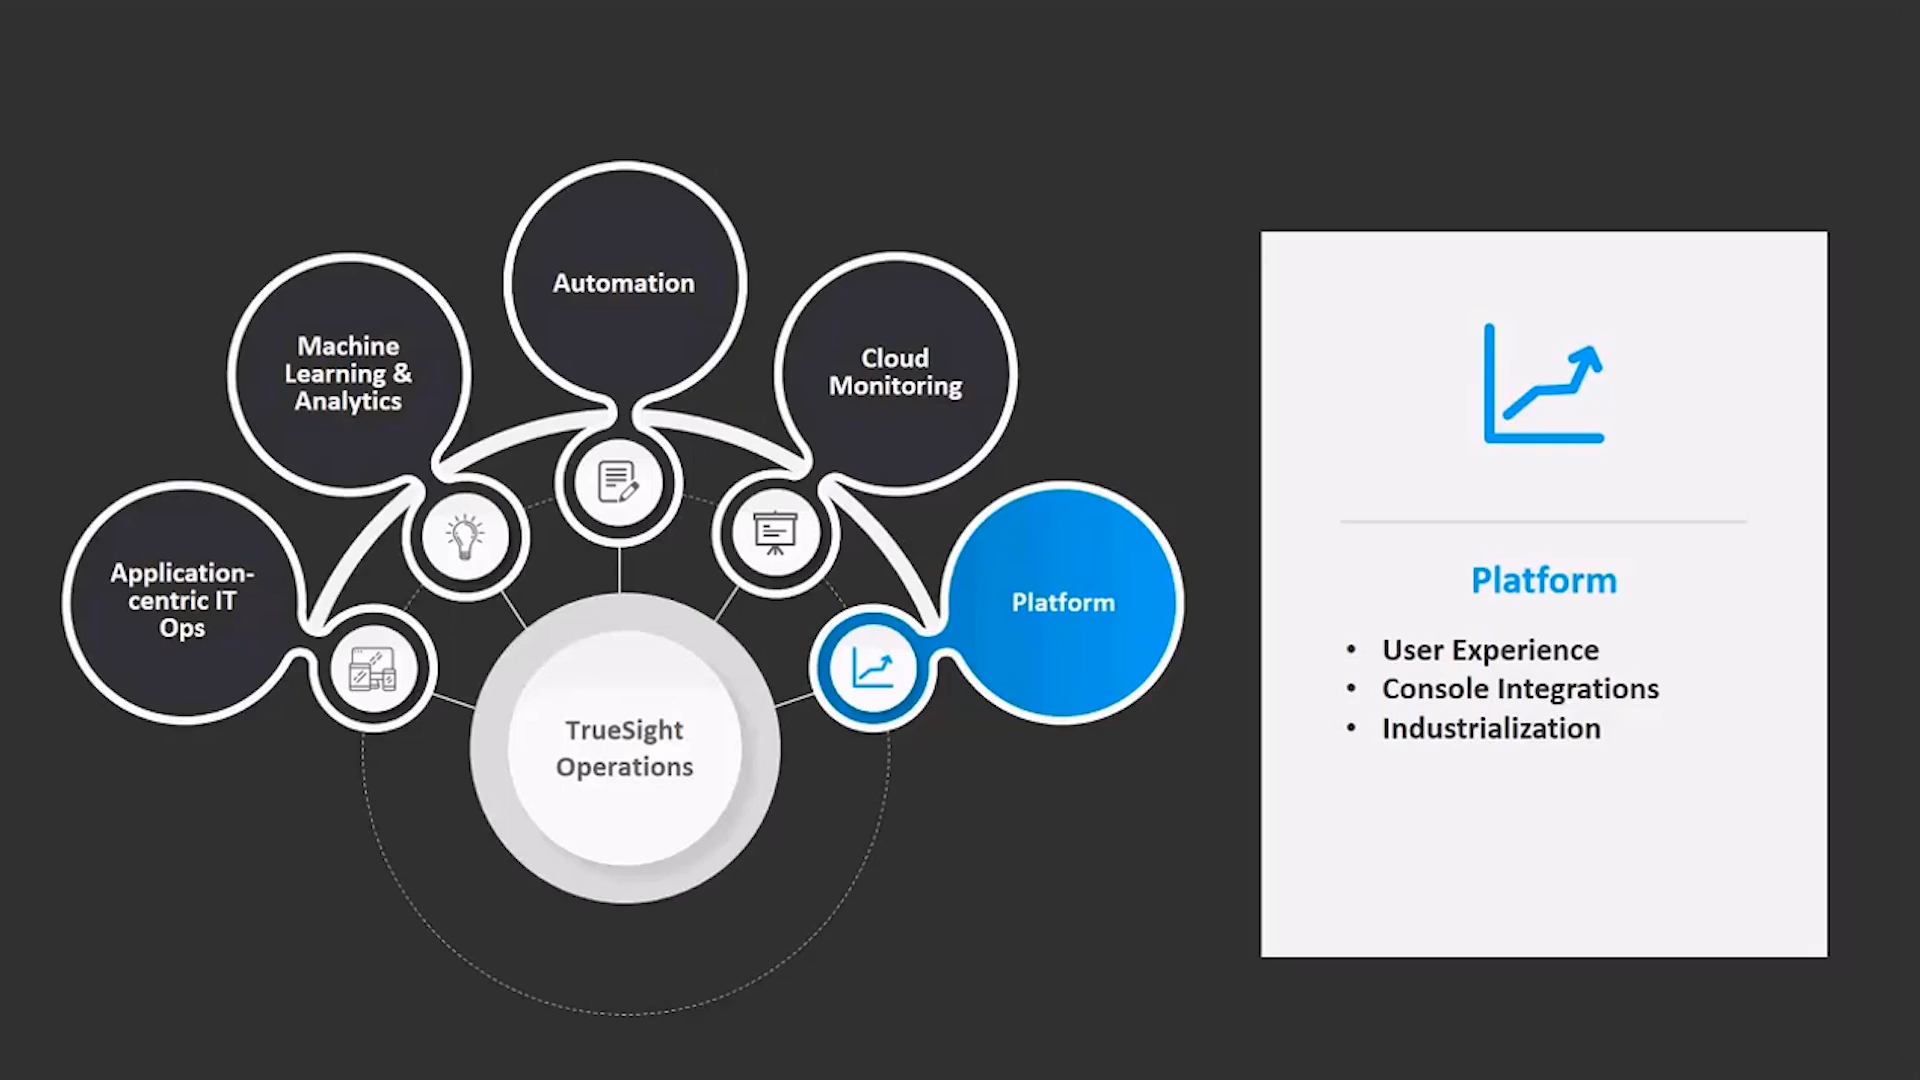 Automation
Machine
Learning &
Analytics
Cloud
Monitoring
Application-
centric IT
Ops
Platform
TrueSight
Operations
Platform
• User Experience
• Console Integrations
• Industrialization